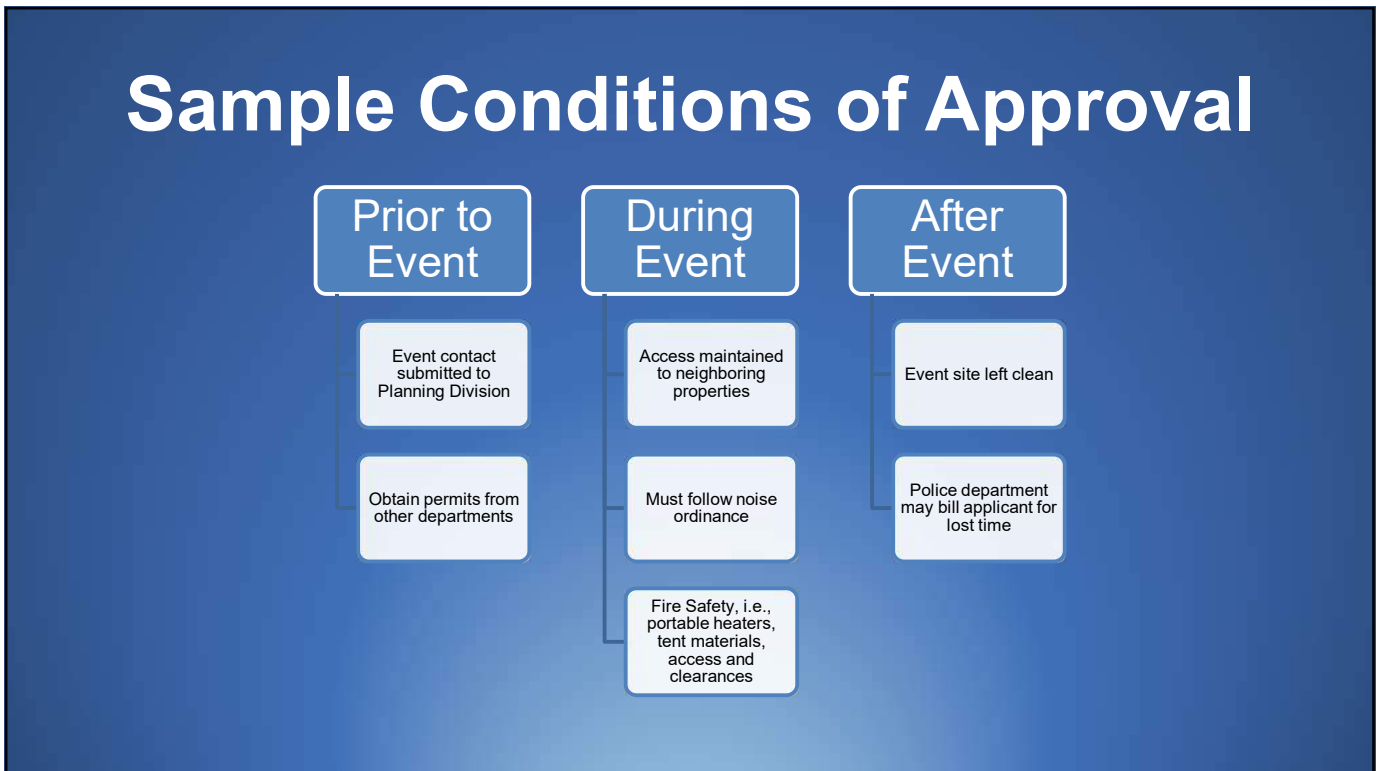 Sample Conditions of Approval
Prior to
Event
Event contact
submitted to
Planning Division
Obtain permits from
other departments
During
Event
Access maintained
to neighboring
properties
Must follow noise
ordinance
Fire Safety, i.e.,
portable heaters,
tent materials,
access and
clearances
After
Event
Event site left clean
Police department
may bill applicant for
lost time